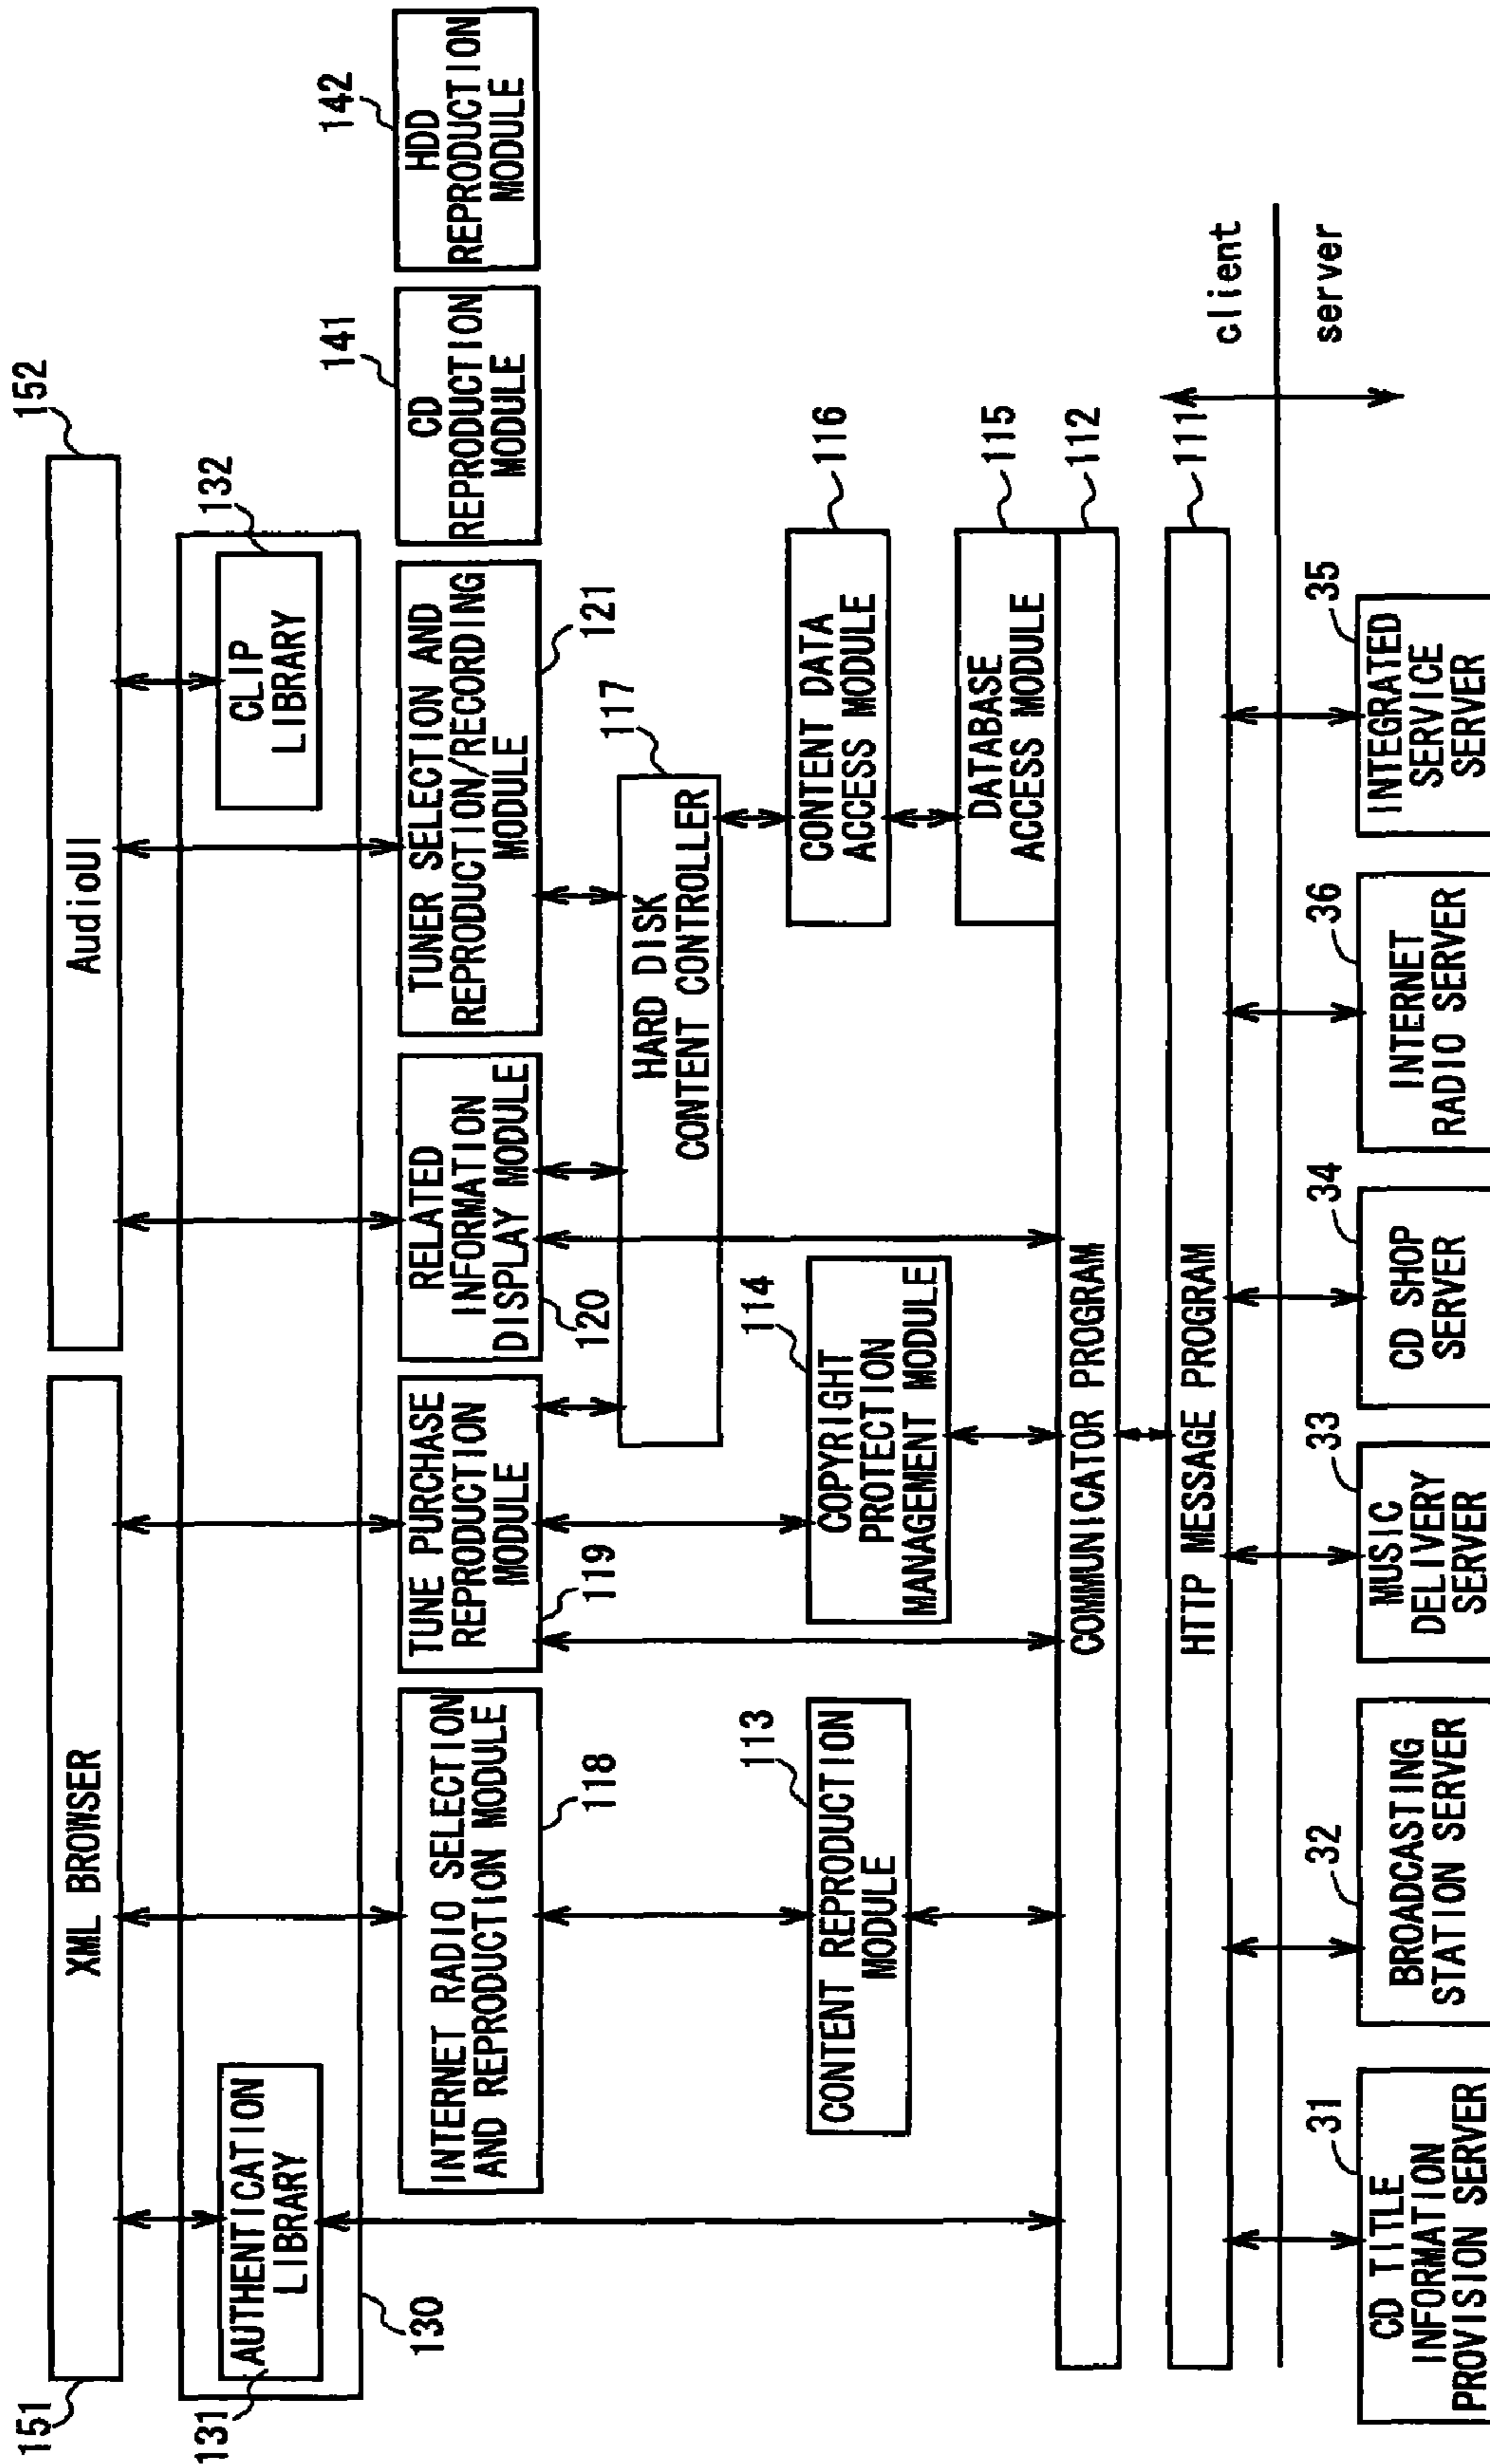 151
XML BROWSER
AudioUI
152
131
AUTHENTICATION
LIBRARY
130
CLIP
LIBRARY
132
INTERNET RADIO SELECTION
AND REPRODUCTION MODULE
118
TUNE PURCHASE
REPRODUCTION
MODULE
119
RELATED
INFORMATION
DISPLAY MODULE
120
TUNER SELECTION AND
REPRODUCTION/RECORDING
MODULE
121
CD
REPRODUCTION
MODULE
141
HDD
REPRODUCTION
MODULE
142
HARD DISK
CONTENT CONTROLLER
117
CONTENT REPRODUCTION
MODULE
113
COPYRIGHT
PROTECTION
MANAGEMENT MODULE
114
CONTENT DATA
ACCESS MODULE
116
DATABASE
ACCESS MODULE
115
COMMUNICATOR PROGRAM
112
HTTP MESSAGE PROGRAM
111
client
server
CD TITLE
INFORMATION
PROVISION SERVER
31
BROADCASTING
STATION SERVER
32
MUSIC
DELIVERY
SERVER
33
CD SHOP
SERVER
34
INTERNET
RADIO SERVER
36
INTEGRATED
SERVICE
SERVER
35